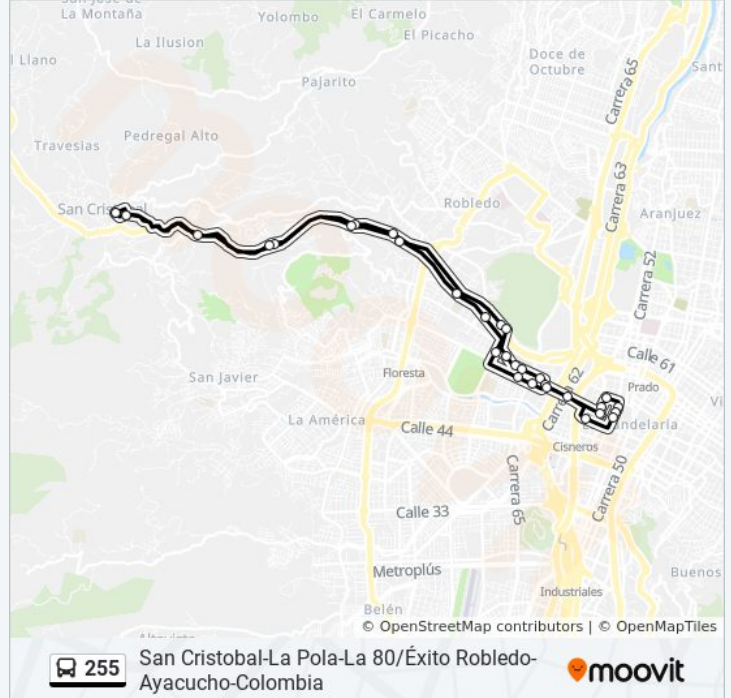 San José de
La Montaña
Yolombo
El Carmelo
El Picacho
La Ilusion
Llano
Pajarito
Doce de
Octubre
Carrera 65
Sant
Travesias
Pedregal Alto
San Cristobal
Robledo
Carrera 63
Aranjuez
Carrera 52
San Javier
Floresta
Carrera 62
Calle 61
Prado
La América
Calle 44
Candelaria
Cisneros
Carrera 65
Carrera 50
Calle 33
Metroplús
Industriales
Buenos
Belén
© OpenStreetMap contributors | © OpenMapTiles
255
San Cristobal-La Pola-La 80/Éxito Robledo-
Ayacucho-Colombia
moovit